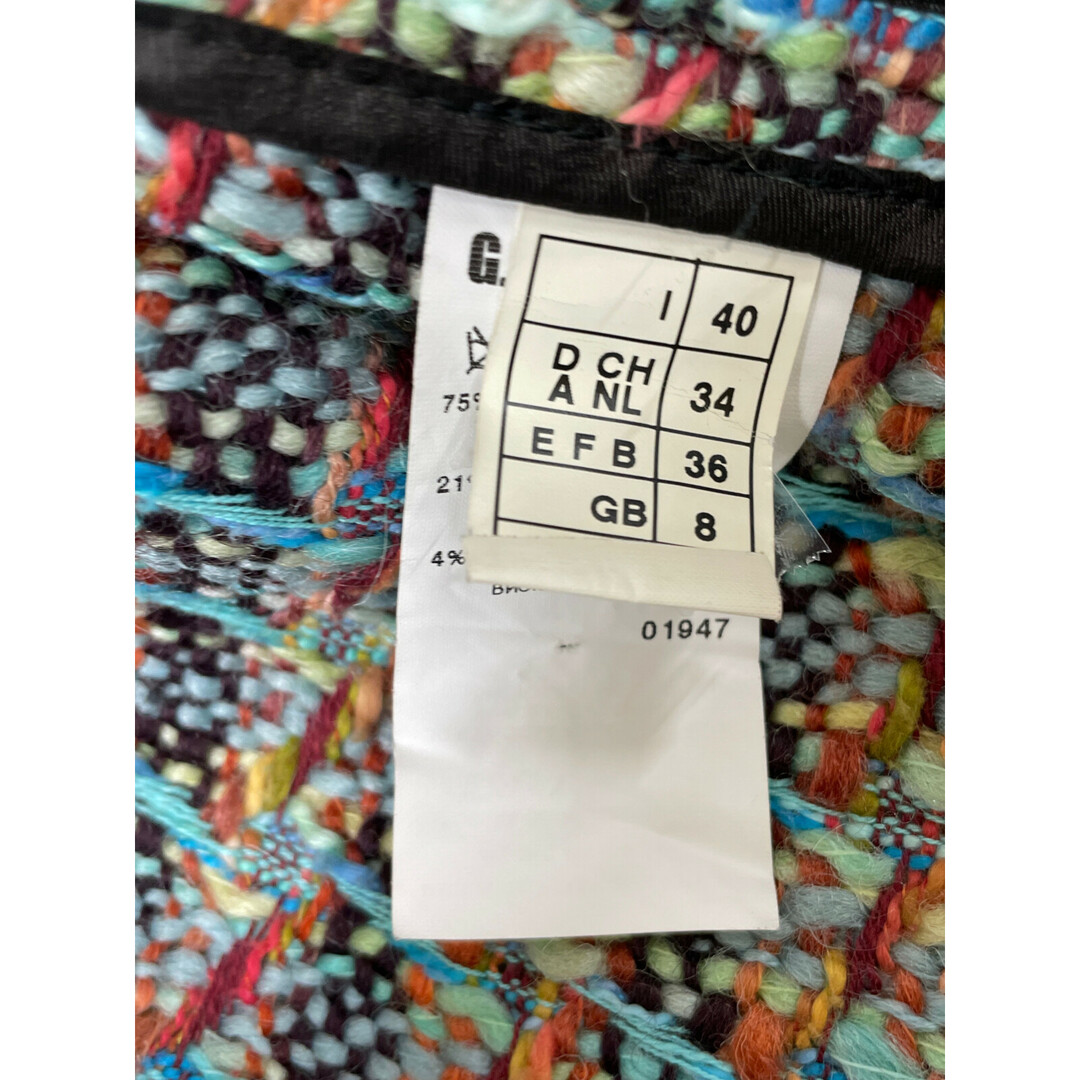 I 40
D CH
A NL 34
E F B 36
GB 8
75%
21%
4%
01947